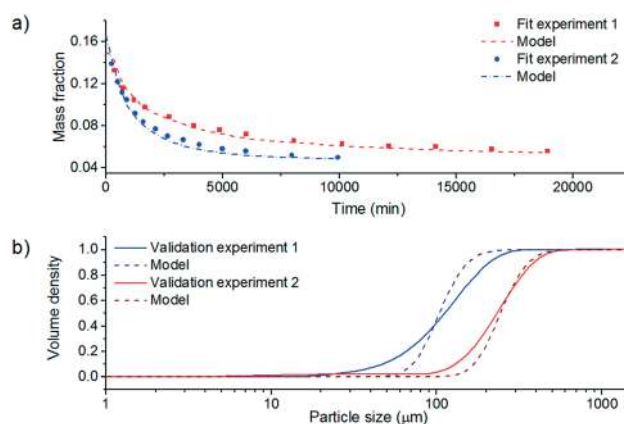 a)
Fit experiment 1
Model
Fit experiment 2
Model
Mass fraction
0.16
0.12
0.08
0.04
0 5000 10000 15000 20000
Time (min)
b)
Validation experiment 1
Model
Validation experiment 2
Model
Volume density
1.0
0.8
0.6
0.4
0.2
0.0
1 10 100 1000
Particle size (μm)